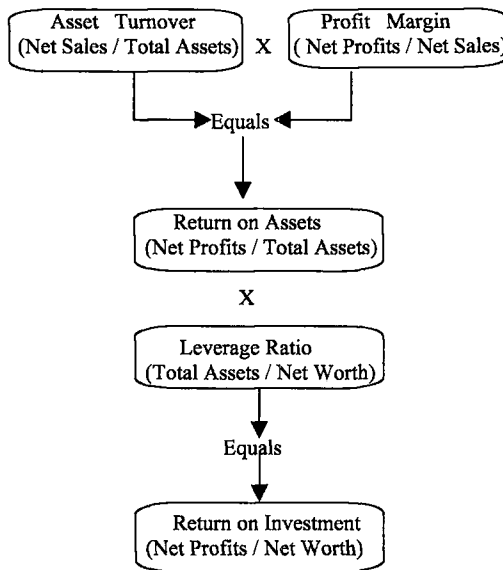 Asset Turnover
(Net Sales / Total Assets)
X
Profit Margin
( Net Profits / Net Sales)
Equals
Return on Assets
(Net Profits / Total Assets)
X
Leverage Ratio
(Total Assets / Net Worth)
Equals
Return on Investment
(Net Profits / Net Worth)